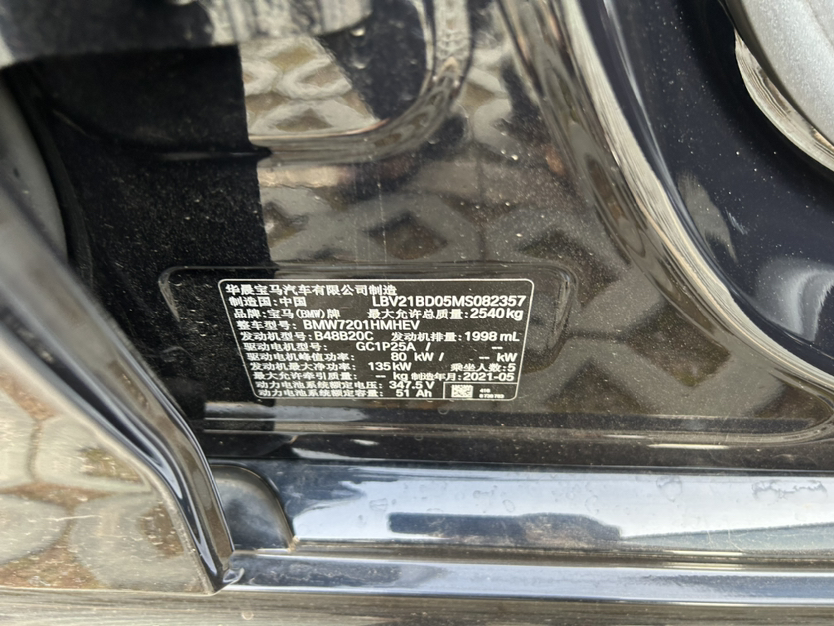 华晨宝马汽车有限公司制造
制造国:中国 LBV21BD05MS082357
品牌:宝马(BMW)牌 最大允许总质量:2540kg
整车型号: BMW7201HMHEV
发动机型号: B48B20C 发动机排量:1998 mL
驱动电机型号: GC1P25A / --
驱动电机峰值功率: 80 kW / -- kW
发动机最大净功率: 135kW 乘坐人数:5
最大允许牵引质量: -- kg 制造年月:2021-05
动力电池系统额定电压: 347.5 V
动力电池系统额定容量: 51 Ah